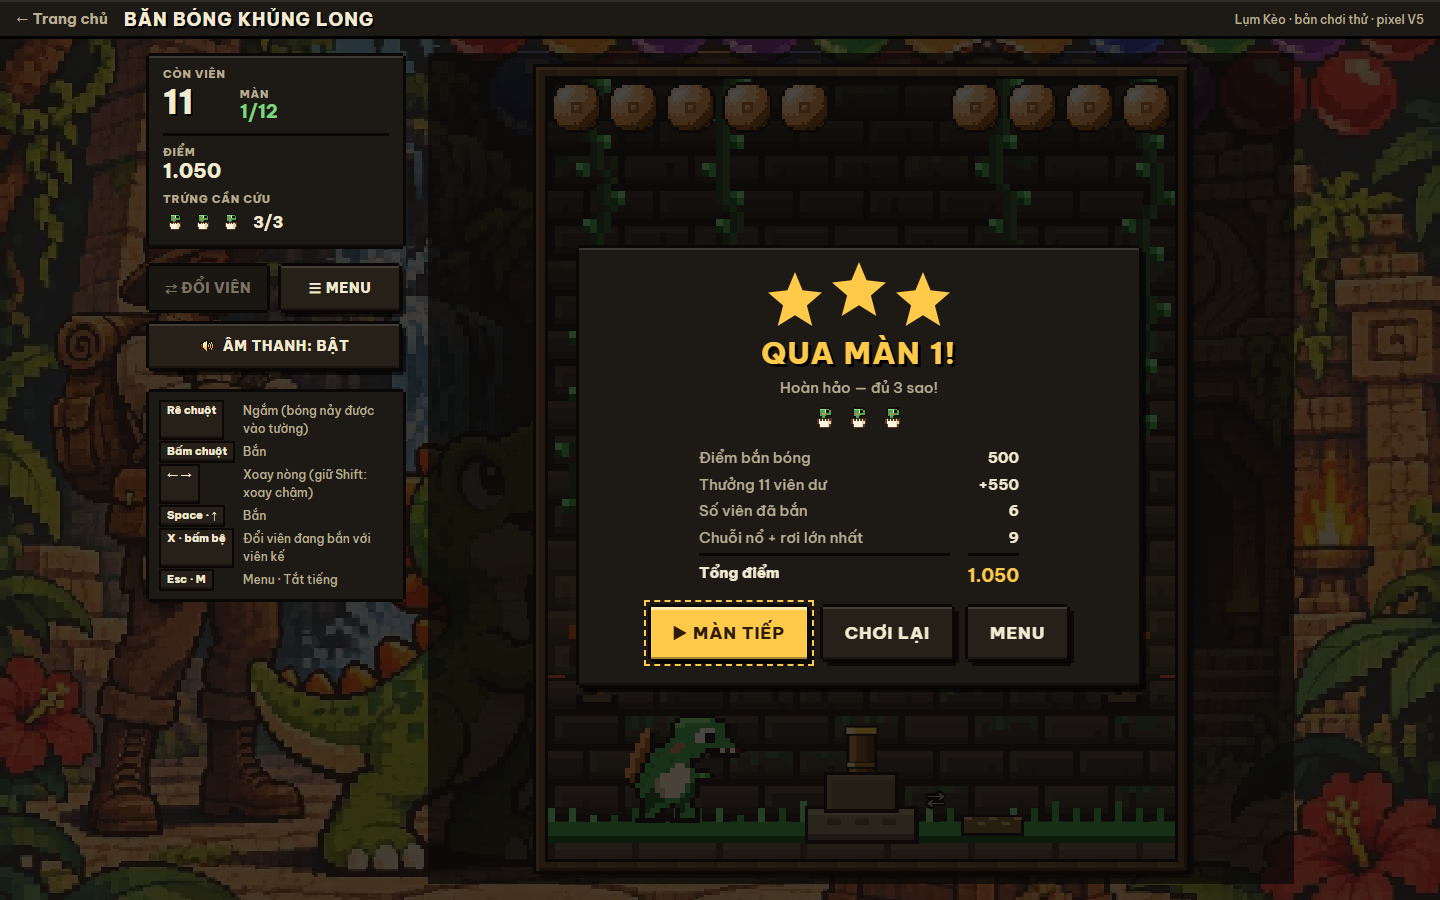 ← Trang chủ
BẮN BÓNG KHỦNG LONG
Lụm Kèo · bản chơi thử · pixel V5
CÒN VIÊN
11
MÀN
1/12
ĐIỂM
1.050
TRỨNG CẦN CỨU
3/3
⇄ ĐỔI VIÊN
☰ MENU
ÂM THANH: BẬT
Rê chuột
Ngắm (bóng nảy được
vào tường)
Bấm chuột
Bắn
←→
Xoay nòng (giữ Shift:
xoay chậm)
Space · ↑
Bắn
X · bấm bệ
Đổi viên đang bắn với
viên kế
Esc · M
Menu · Tắt tiếng
QUA MÀN 1!
Hoàn hảo — đủ 3 sao!
Điểm bắn bóng 500
Thưởng 11 viên dư +550
Số viên đã bắn 6
Chuỗi nổ + rơi lớn nhất 9
Tổng điểm 1.050
▶ MÀN TIẾP
CHƠI LẠI
MENU